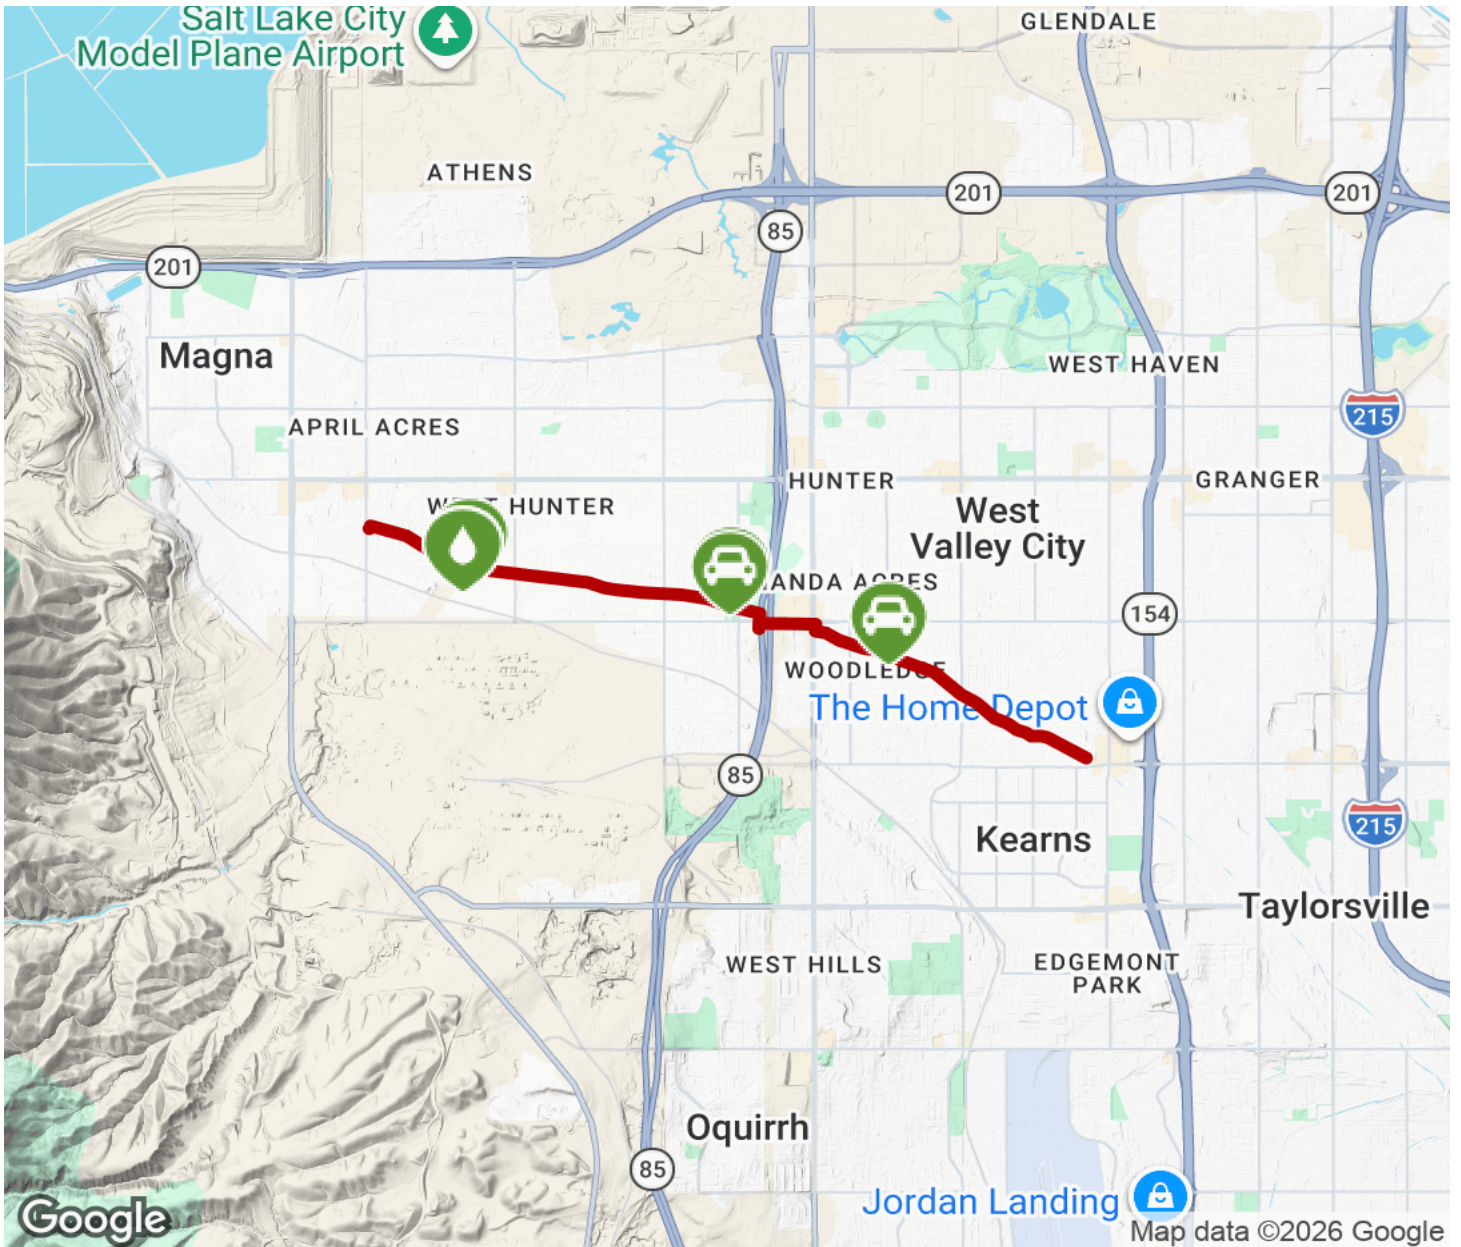 Salt Lake City
Model Plane Airport
GLENDALE
ATHENS
201
201
85
201
Magna
WEST HAVEN
APRIL ACRES
215
HUNTER
GRANGER
HUNTER
West
Valley City
ACRES
154
The Home Depot
85
Kearns
215
Taylorsville
WEST HILLS
EDGEMONT
PARK
Oquirrh
85
Jordan Landing
Google
Map data ©2026 Google